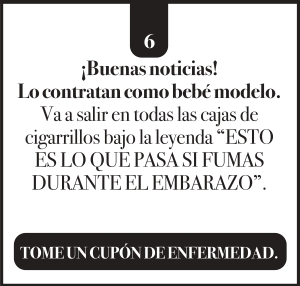 6
¡Buenas noticias!
Lo contratan como bebé modelo.
Va a salir en todas las cajas de
cigarrillos bajo la leyenda “ESTO
ES LO QUE PASA SI FUMAS
DURANTE EL EMBARAZO”.
TOME UN CUPÓN DE ENFERMEDAD.